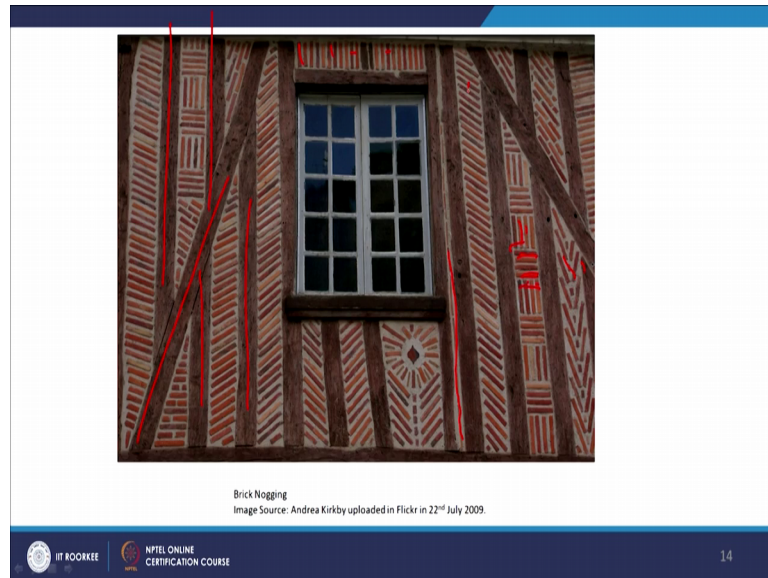 Brick Nogging
Image Source: Andrea Kirkby uploaded in Flickr in 22nd July 2009.
IIT ROORKEE
NPTEL ONLINE
CERTIFICATION COURSE
14